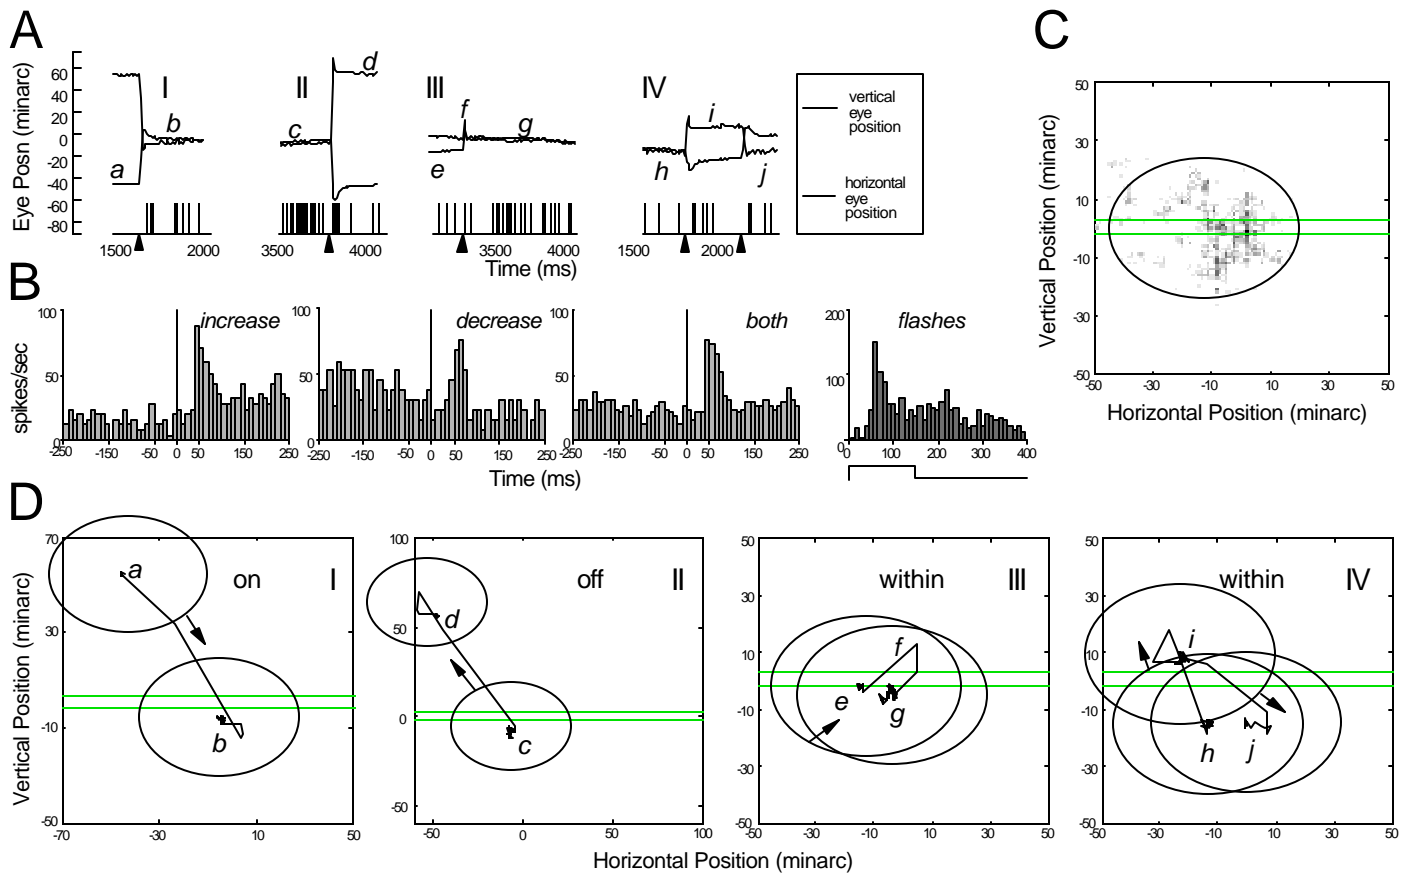 A
Eye Posn (minarc)
60
40
20
0
-20
-40
-60
-80
I
a
b
1500
2000
II
c
d
3500
4000
III
e
f
g
3500
4000
Time (ms)
IV
h
i
j
1500
2000
vertical
eye
position
horizontal
eye
position
B
spikes/sec
100
50
0
increase
-250
-150
-50
0
50
150
250
100
50
0
decrease
-250
-150
-50
0
50
150
250
Time (ms)
100
50
0
both
-250
-150
-50
0
50
150
250
200
100
0
flashes
0
100
200
300
400
C
Vertical Position (minarc)
50
30
10
-10
-30
-50
-50
-30
-10
10
30
50
Horizontal Position (minarc)
D
Vertical Position (minarc)
70
30
-10
-50
a
on
I
b
-70
-30
10
50
100
50
0
-50
off
II
d
c
-50
0
50
100
50
30
10
-10
-30
-50
within
III
f
e
g
-50
-30
-10
10
30
50
50
30
10
-10
-30
-50
within
IV
i
h
j
-50
-30
-10
10
30
50
Horizontal Position (minarc)